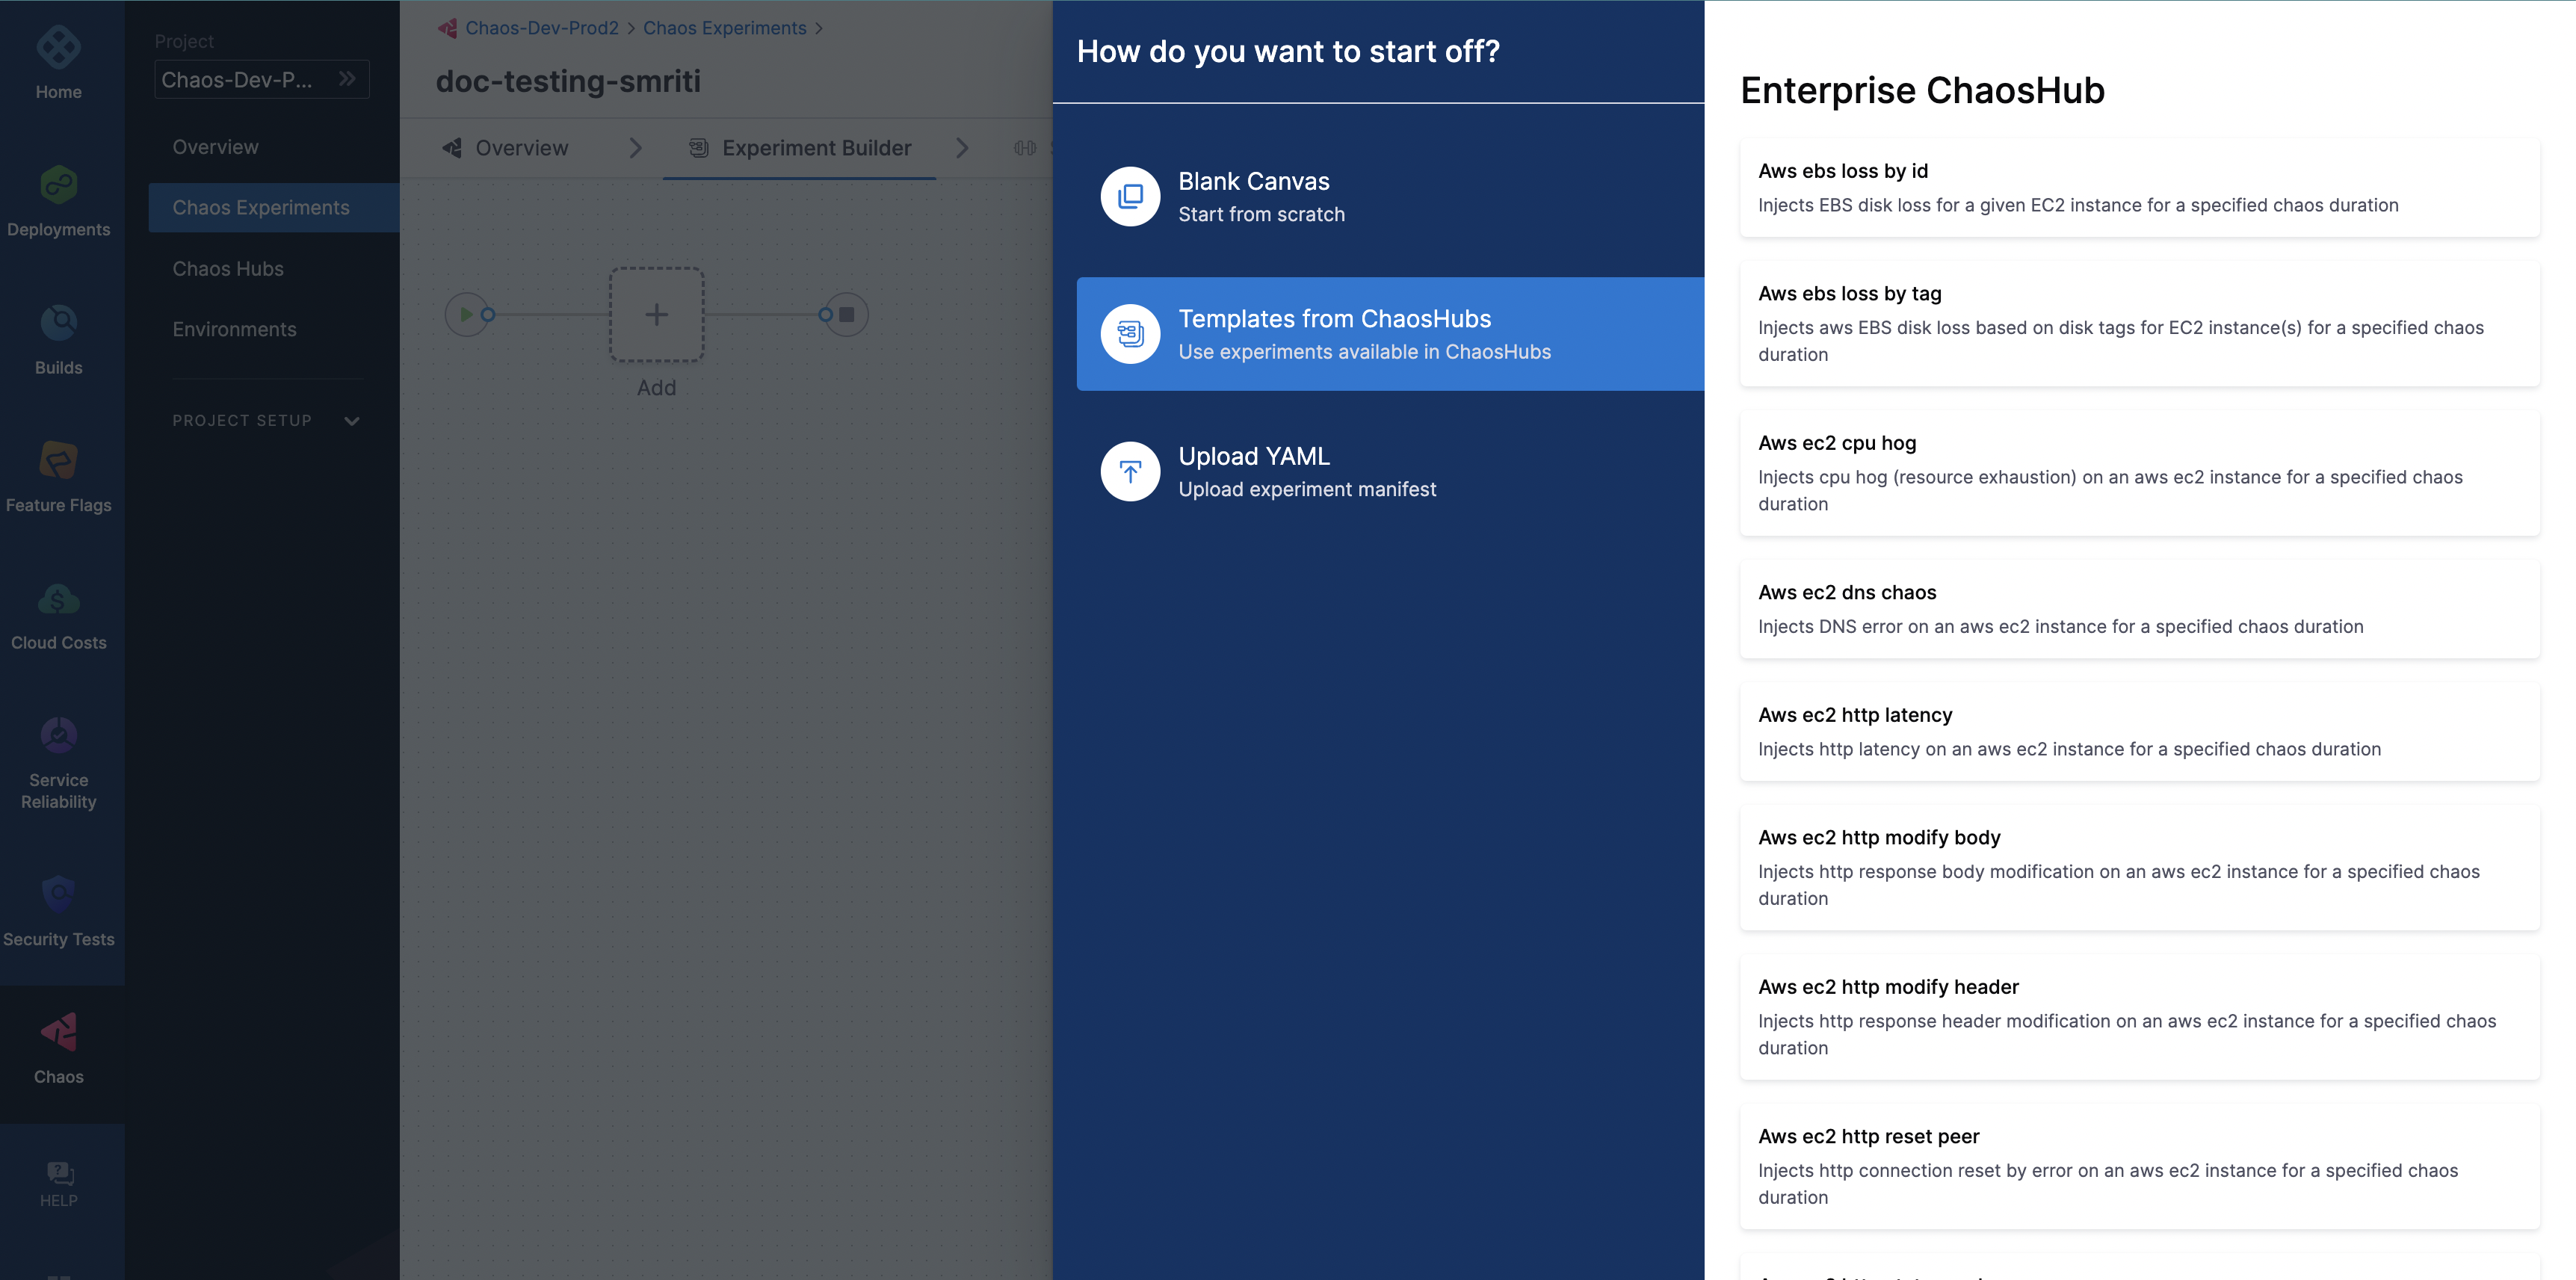 Home
Deployments
Builds
Feature Flags
Cloud Costs
Service
Reliability
Security Tests
Chaos
HELP
Project
Chaos-Dev-P...
Overview
Chaos Experiments
Chaos Hubs
Environments
PROJECT SETUP
Chaos-Dev-Prod2 > Chaos Experiments >
doc-testing-smriti
Overview
Experiment Builder
Add
How do you want to start off?
Blank Canvas
Start from scratch
Templates from ChaosHubs
Use experiments available in ChaosHubs
Upload YAML
Upload experiment manifest
Enterprise ChaosHub
Aws ebs loss by id
Injects EBS disk loss for a given EC2 instance for a specified chaos duration
Aws ebs loss by tag
Injects aws EBS disk loss based on disk tags for EC2 instance(s) for a specified chaos
duration
Aws ec2 cpu hog
Injects cpu hog (resource exhaustion) on an aws ec2 instance for a specified chaos
duration
Aws ec2 dns chaos
Injects DNS error on an aws ec2 instance for a specified chaos duration
Aws ec2 http latency
Injects http latency on an aws ec2 instance for a specified chaos duration
Aws ec2 http modify body
Injects http response body modification on an aws ec2 instance for a specified chaos
duration
Aws ec2 http modify header
Injects http response header modification on an aws ec2 instance for a specified chaos
duration
Aws ec2 http reset peer
Injects http connection reset by error on an aws ec2 instance for a specified chaos
duration